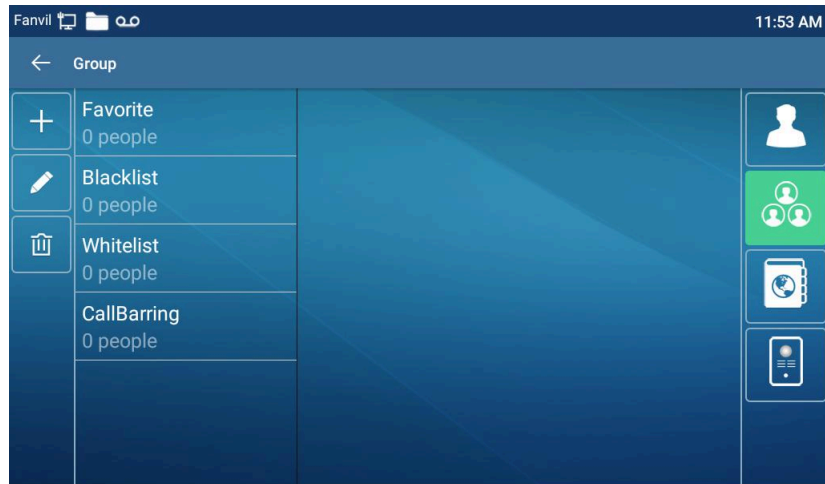 Fanvil
11:53 AM
Group
Favorite
0 people
Blacklist
0 people
Whitelist
0 people
CallBarring
0 people